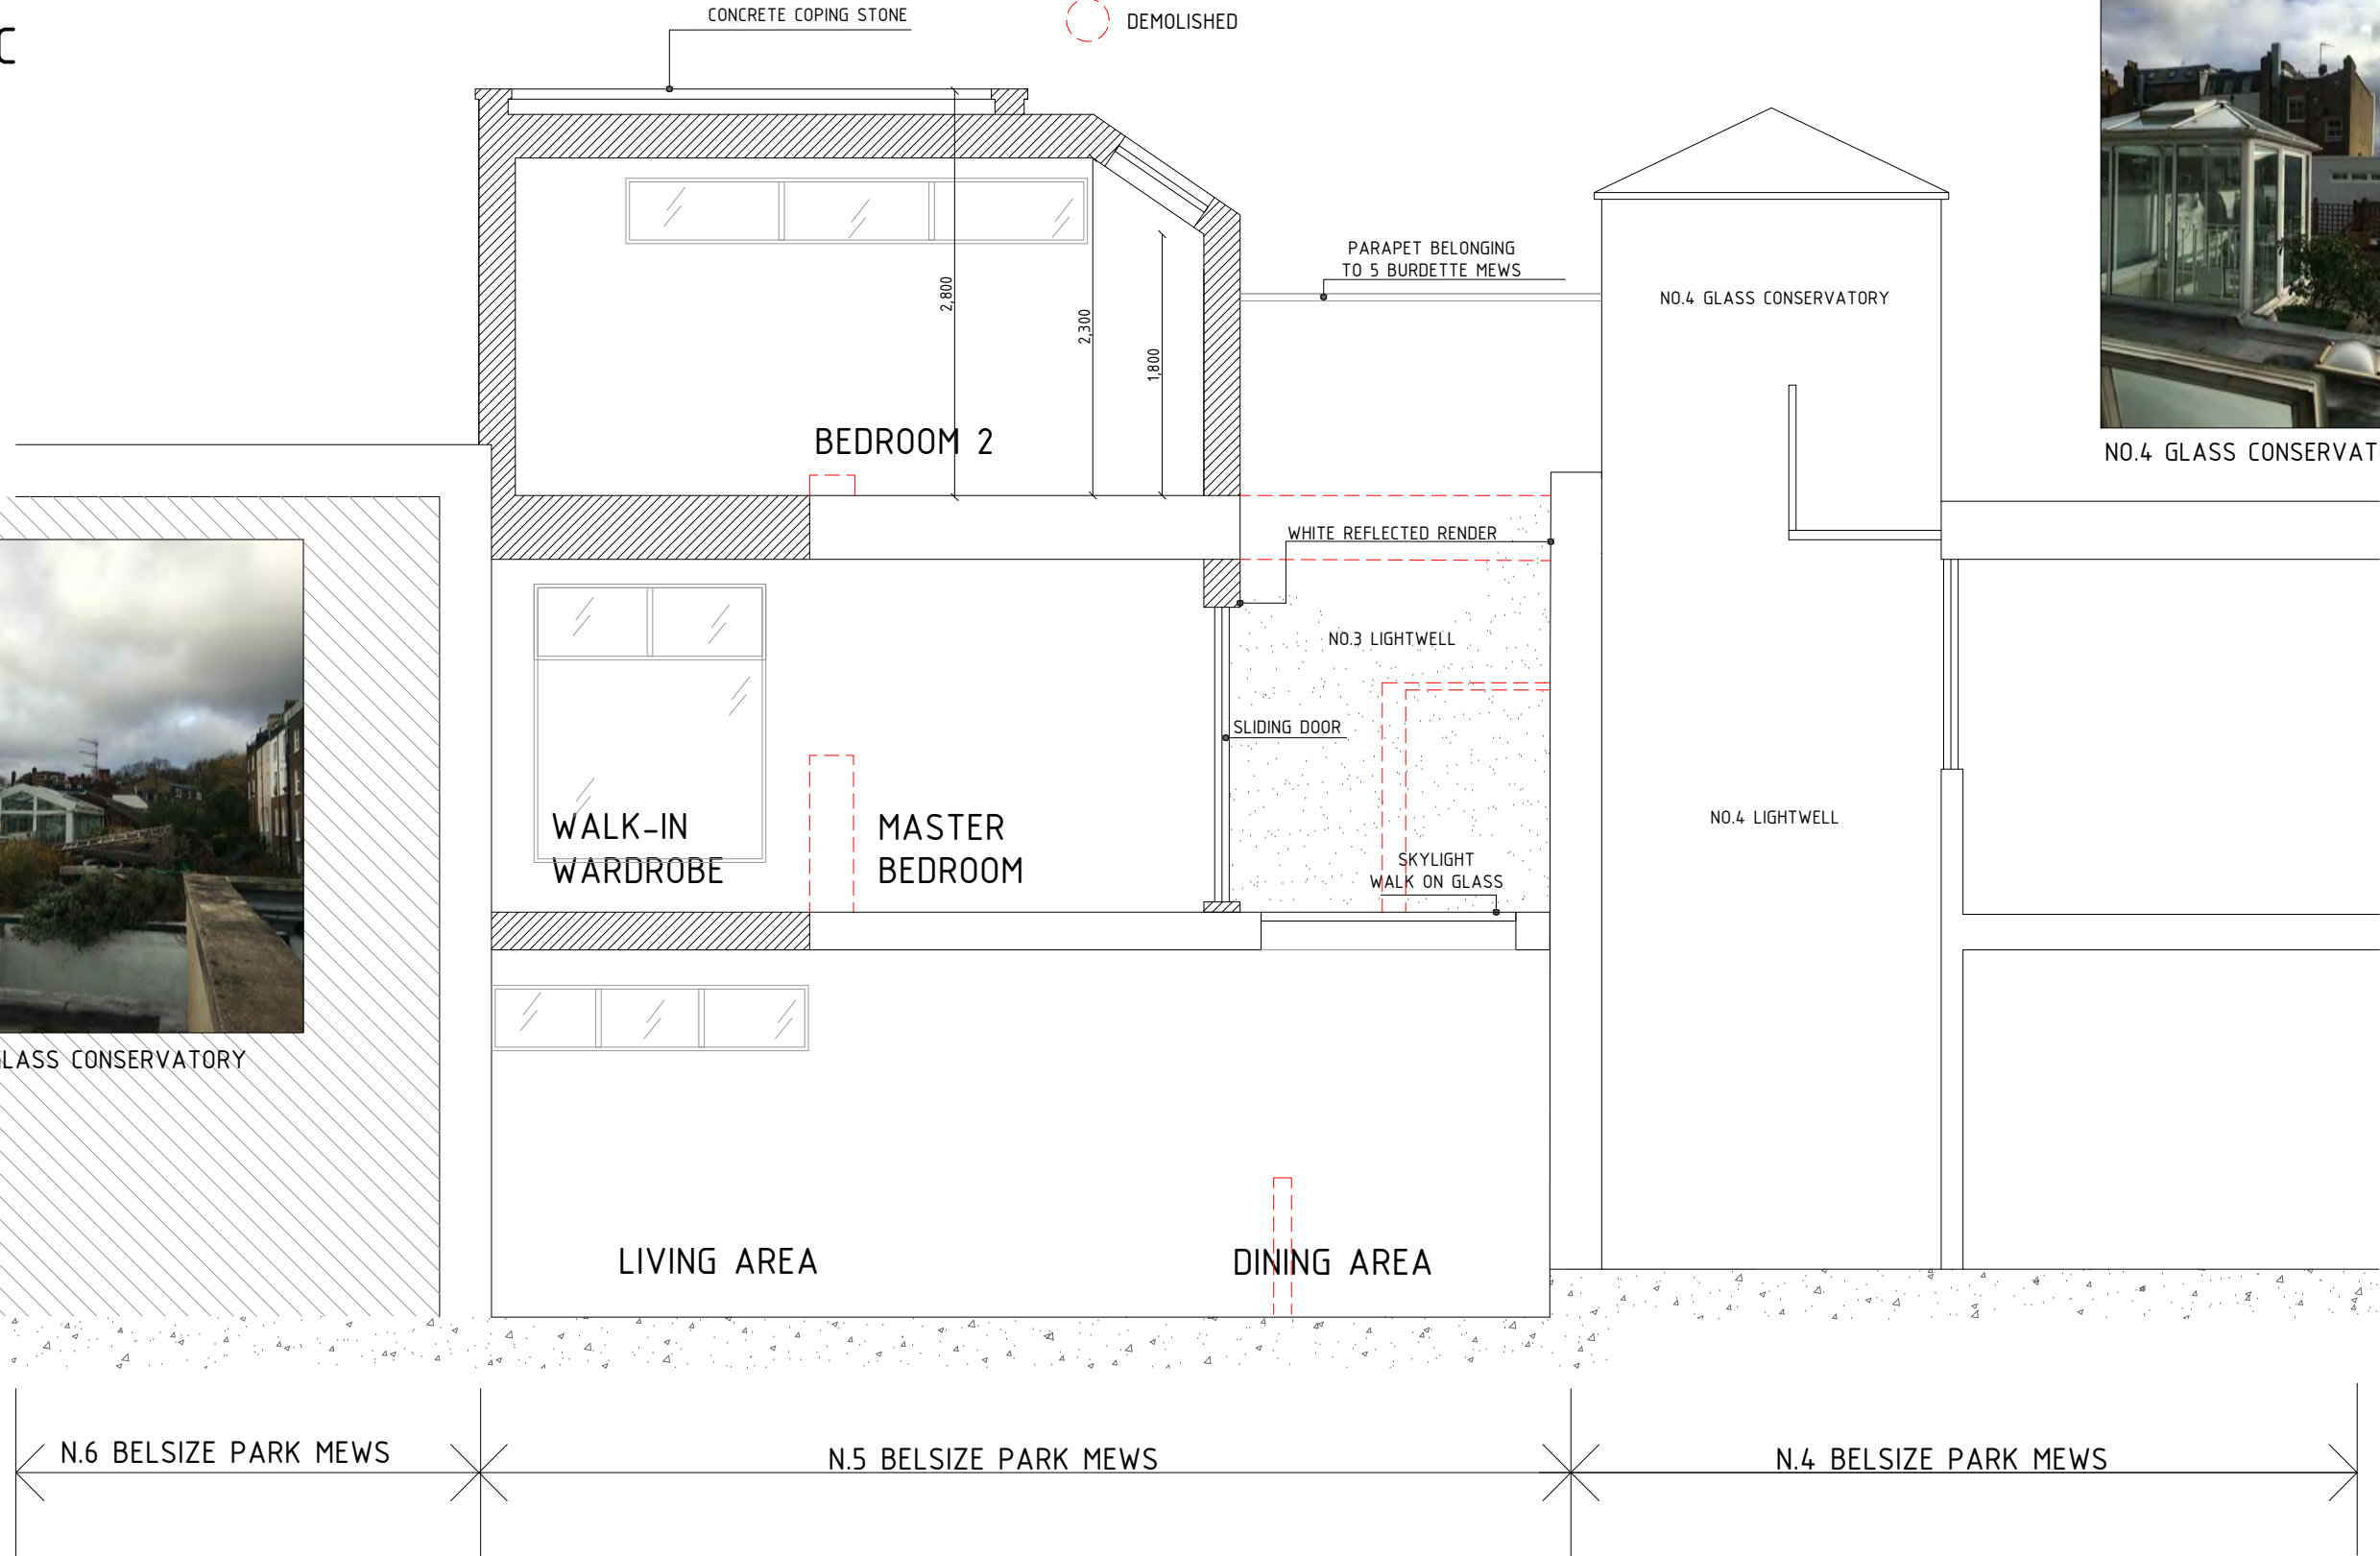 CONCRETE COPING STONE
DEMOLISHED
C
PARAPET BELONGING
TO 5 BURDETTE MEWS
2,800
2,300
1,800
NO.4 GLASS CONSERVATORY
BEDROOM 2
NO.4 GLASS CONSERVAT
WHITE REFLECTED RENDER
NO.3 LIGHTWELL
SLIDING DOOR
WALK-IN
WARDROBE
MASTER
BEDROOM
NO.4 LIGHTWELL
SKYLIGHT
WALK ON GLASS
LASS CONSERVATORY
LIVING AREA
DINING AREA
N.6 BELSIZE PARK MEWS
N.5 BELSIZE PARK MEWS
N.4 BELSIZE PARK MEWS